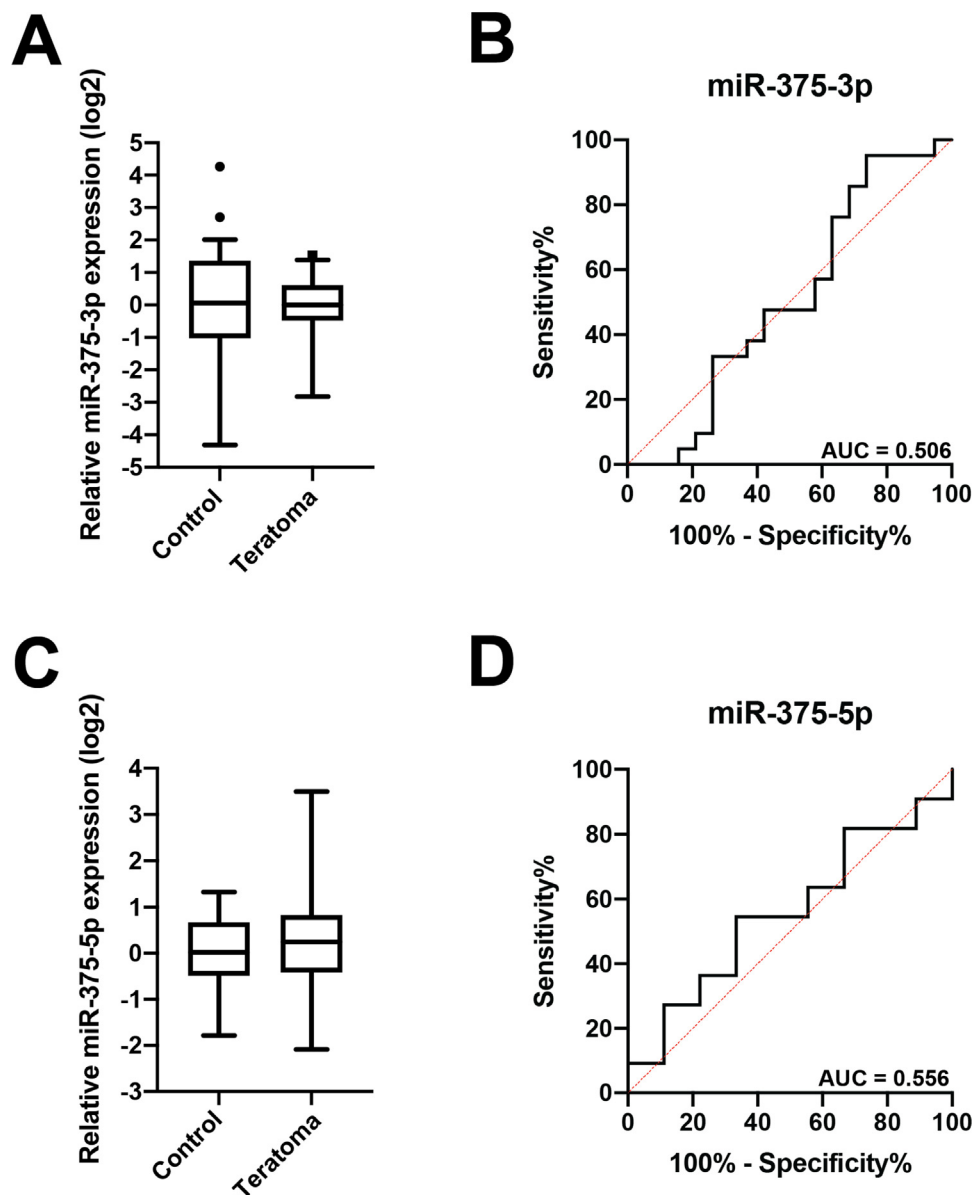 A
Relative miR-375-3p expression (log2)
5
4
3
2
1
0
-1
-2
-3
-4
-5
Control
Teratoma
B
miR-375-3p
Sensitivity%
100
80
60
40
20
0
AUC = 0.506
0 20 40 60 80 100
100% - Specificity%
C
Relative miR-375-5p expression (log2)
4
3
2
1
0
-1
-2
-3
Control
Teratoma
D
miR-375-5p
Sensitivity%
100
80
60
40
20
0
AUC = 0.556
0 20 40 60 80 100
100% - Specificity%